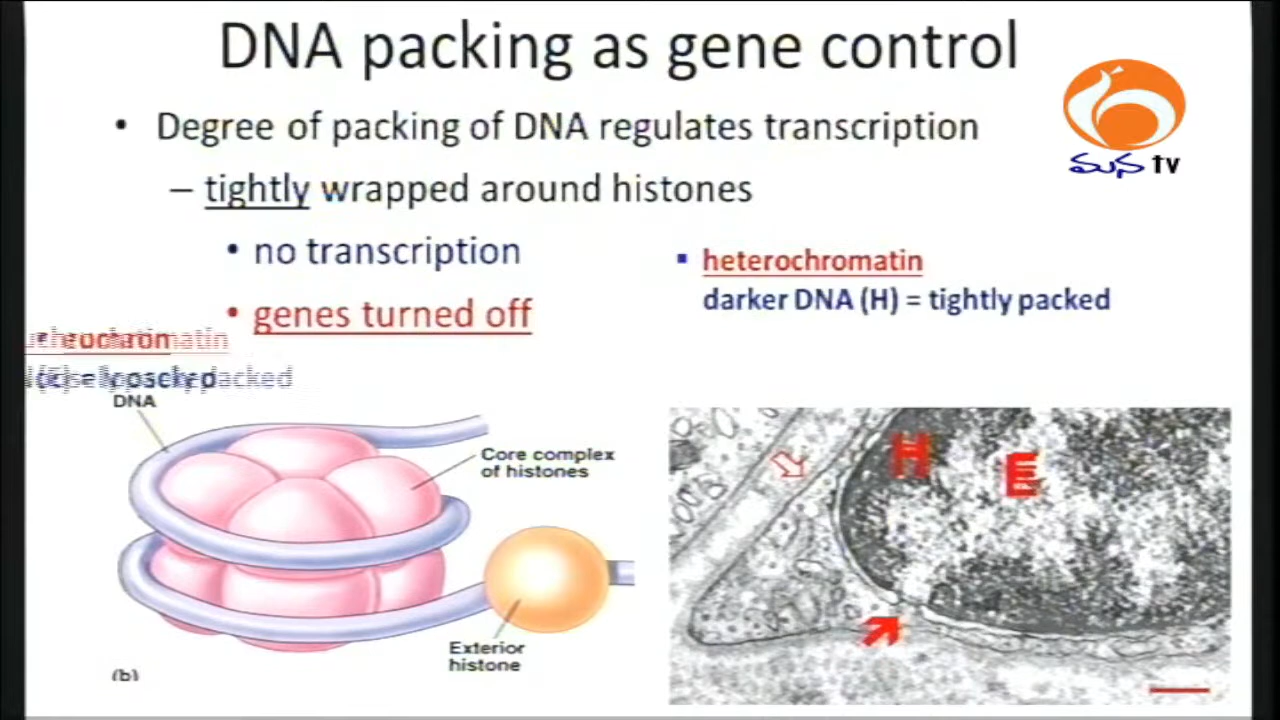 DNA packing as gene control
• Degree of packing of DNA regulates transcription
– tightly wrapped around histones
• no transcription
• genes turned off
▪ heterochromatin
darker DNA (H) = tightly packed
మన tv
DNA
Core complex
of histones
Exterior
histone
(b)
H
E